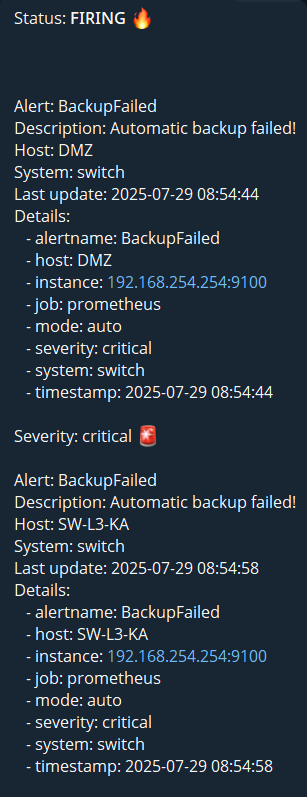 Status: FIRING 🔥
Alert: BackupFailed
Description: Automatic backup failed!
Host: DMZ
System: switch
Last update: 2025-07-29 08:54:44
Details:
- alertname: BackupFailed
- host: DMZ
- instance: 192.168.254.254:9100
- job: prometheus
- mode: auto
- severity: critical
- system: switch
- timestamp: 2025-07-29 08:54:44
Severity: critical 🚨
Alert: BackupFailed
Description: Automatic backup failed!
Host: SW-L3-KA
System: switch
Last update: 2025-07-29 08:54:58
Details:
- alertname: BackupFailed
- host: SW-L3-KA
- instance: 192.168.254.254:9100
- job: prometheus
- mode: auto
- severity: critical
- system: switch
- timestamp: 2025-07-29 08:54:58